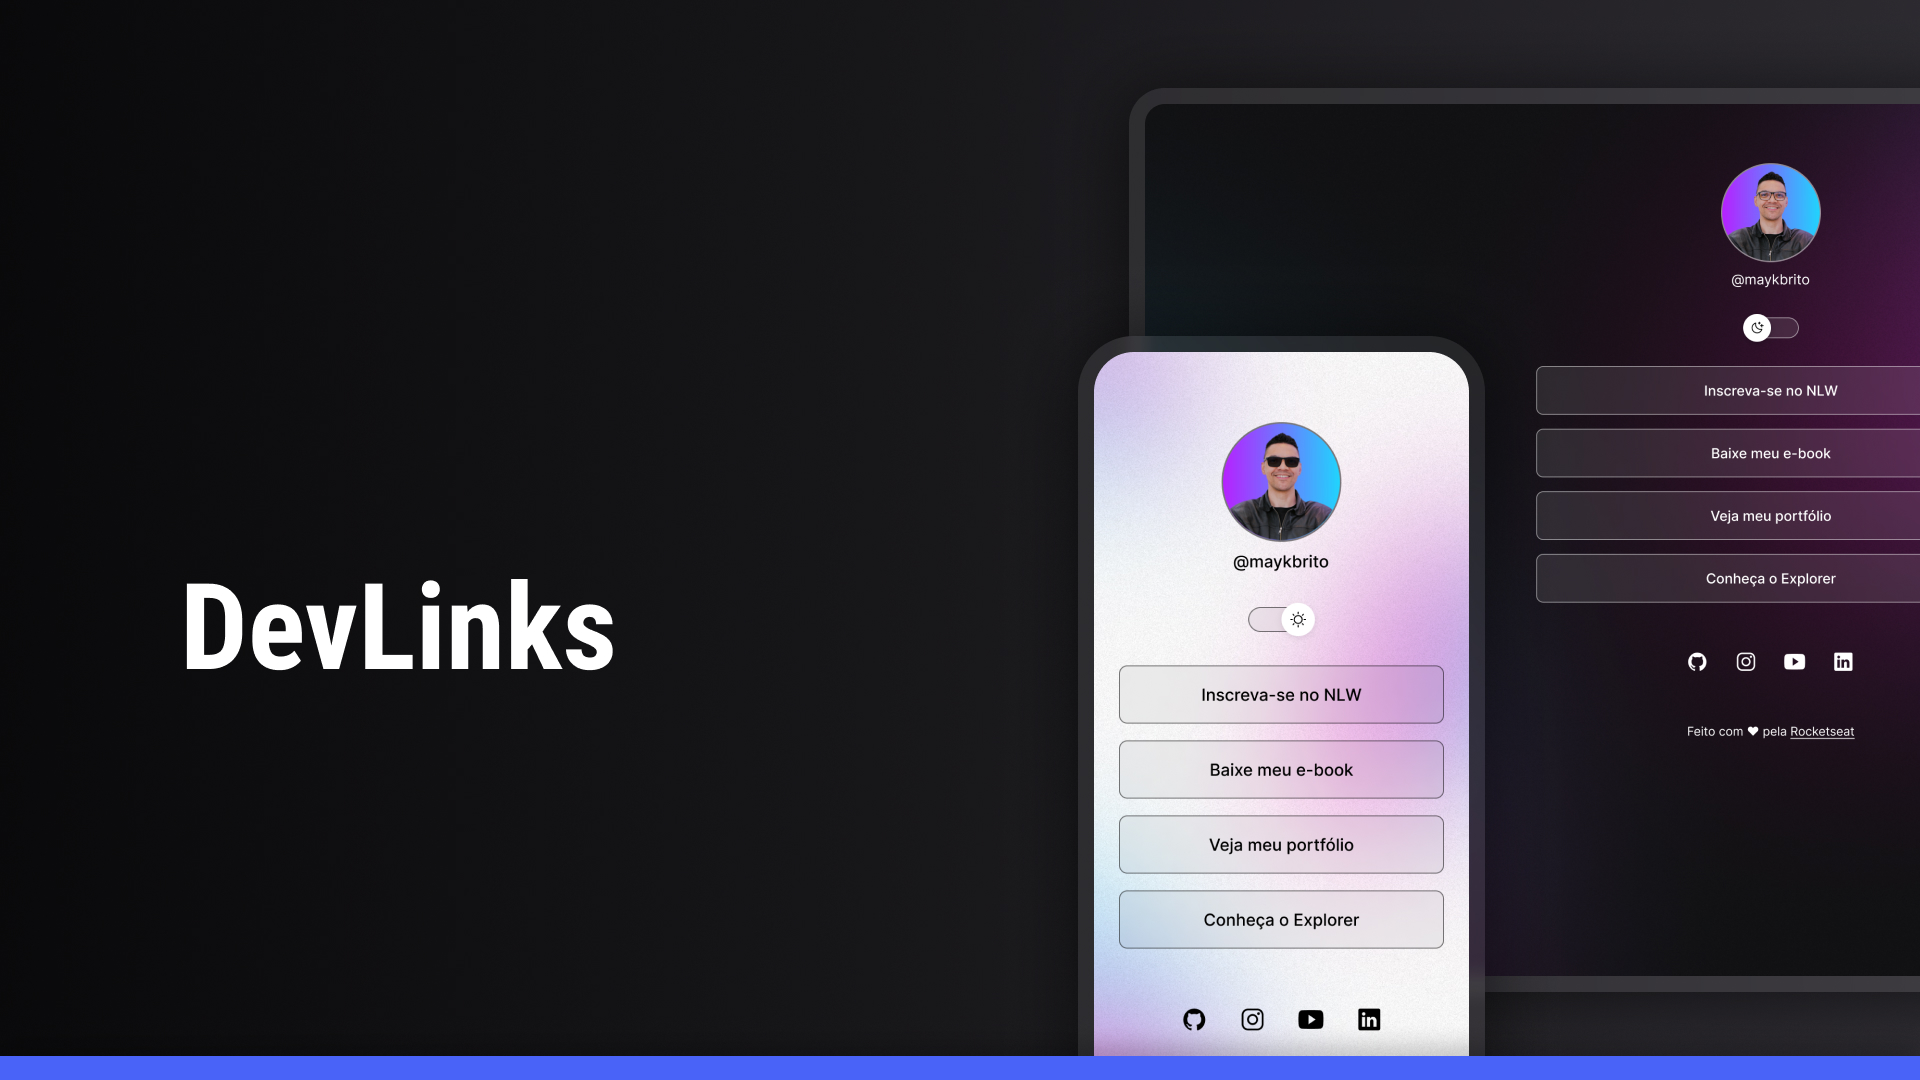 DevLinks
@maykbrito
Inscreva-se no NLW
Baixe meu e-book
Veja meu portfólio
Conheça o Explorer
@maykbrito
Inscreva-se no NLW
Baixe meu e-book
Veja meu portfólio
Conheça o Explorer
Feito com ♥ pela Rocketseat